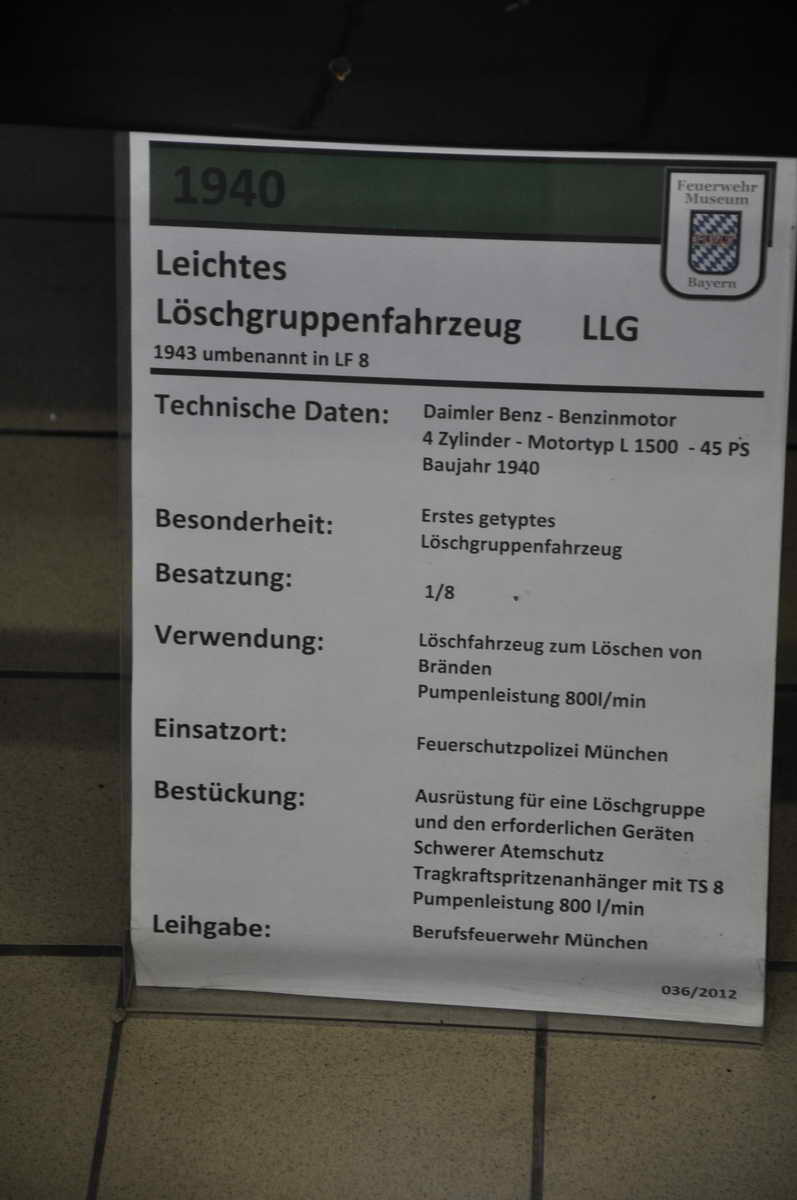 1940
Feuerwehr
Museum
Bayern
Leichtes
Löschgruppenfahrzeug LLG
1943 umbenannt in LF 8
Technische Daten: Daimler Benz - Benzinmotor
4 Zylinder - Motortyp L 1500 - 45 PS
Baujahr 1940
Besonderheit: Erstes getyptes
Löschgruppenfahrzeug
Besatzung: 1/8
Verwendung: Löschfahrzeug zum Löschen von
Bränden
Pumpenleistung 800l/min
Einsatzort: Feuerschutzpolizei München
Bestückung: Ausrüstung für eine Löschgruppe
und den erforderlichen Geräten
Schwerer Atemschutz
Tragkraftspritzenanhänger mit TS 8
Pumpenleistung 800 l/min
Leihgabe: Berufsfeuerwehr München
036/2012